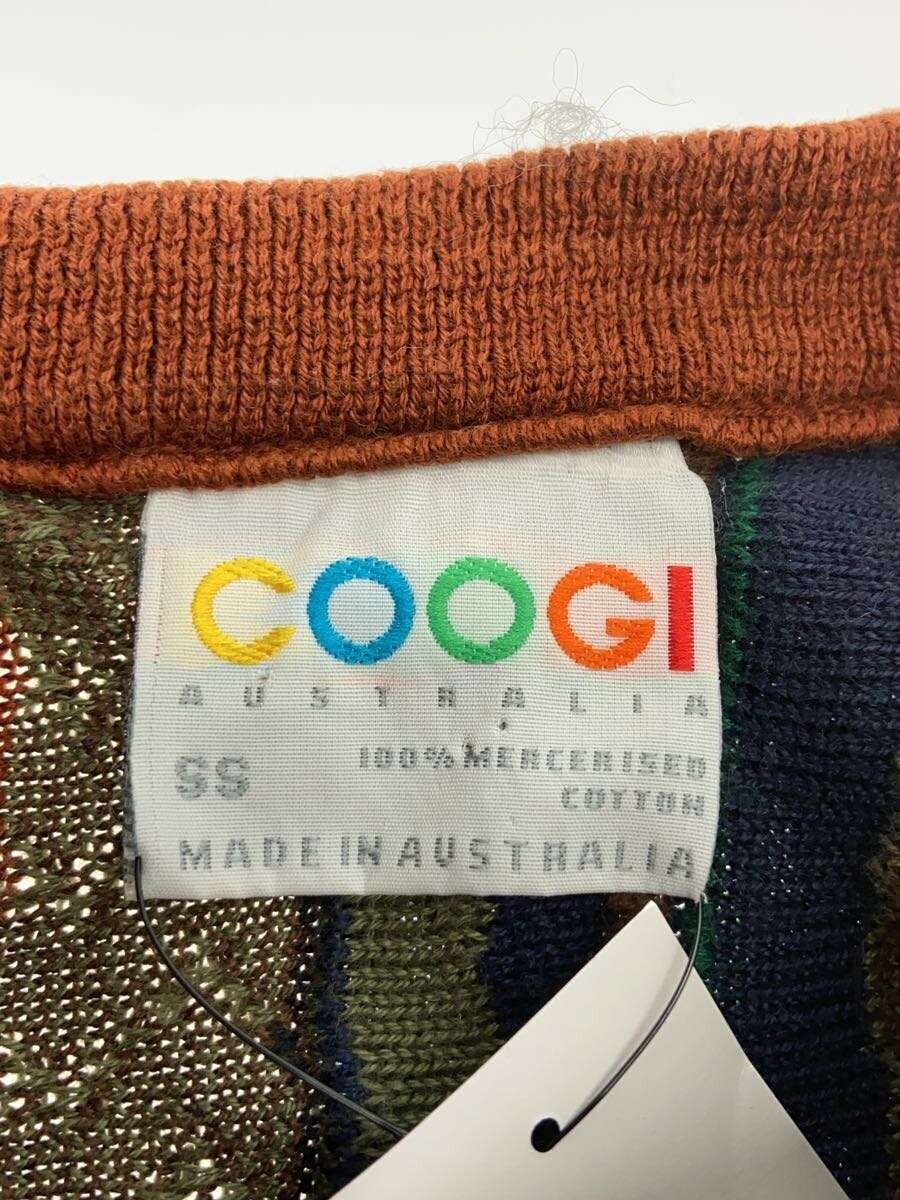 COOGI
AUSTRALIA
SS 100% MERCERISED
COTTON
MADE IN AUSTRALIA